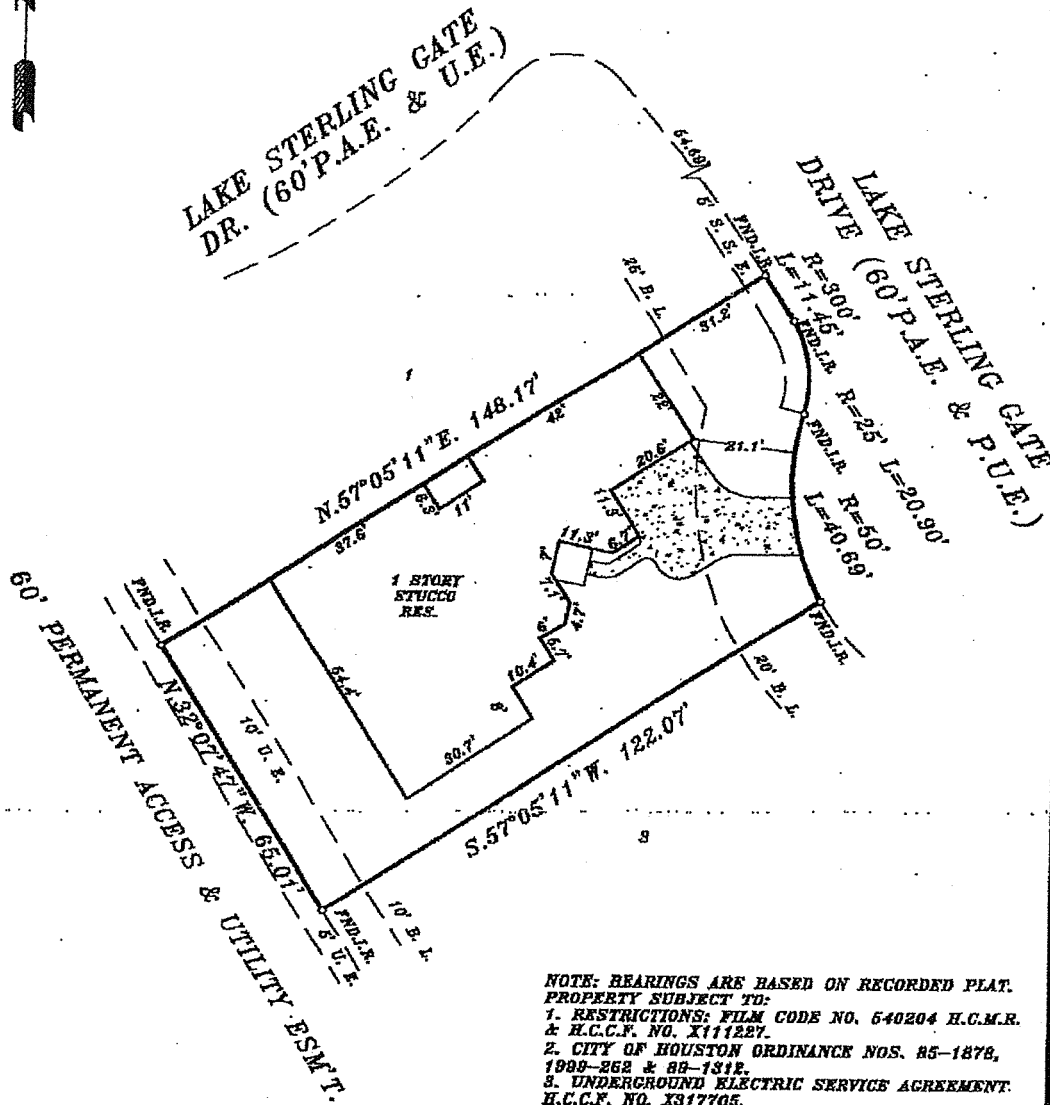 LAKE STERLING GATE
DR. (60'P.A.E. & U.E.)
64.69'
LAKE STERLING GATE
DRIVE (60'P.A.E. & P.U.E.)
5' S. S. E.
FND.I.R.
R=300'
L=11.45'
FND.I.R.
25' B. L.
31.2'
1
N.57°05'11"E. 148.17'
42'
22'
R=25' L=20.90'
FND.I.R.
21.1'
20.6'
R=50'
L=40.69'
11.5'
11'
37.6'
11.3'
6.7'
7'
7.1'
4.7'
1 STORY
STUCCO
RES.
6'
5.7'
10.4'
8'
FND.I.R.
FND.I.R.
60' PERMANENT ACCESS & UTILITY ESM'T.
N.32°07'47"W. 65.01'
10' U. E.
64.4'
30.7'
20' B. L.
S.57°05'11"W. 122.07'
3
FND.I.R.
5' U. E.
10' B. L.
NOTE: BEARINGS ARE BASED ON RECORDED PLAT.
PROPERTY SUBJECT TO:
1. RESTRICTIONS: FILM CODE NO. 540204 H.C.M.R.
& H.C.C.F. NO. X111227.
2. CITY OF HOUSTON ORDINANCE NOS. 85-1878,
1999-262 & 89-1312.
3. UNDERGROUND ELECTRIC SERVICE AGREEMENT.
H.C.C.F. NO. X317705.